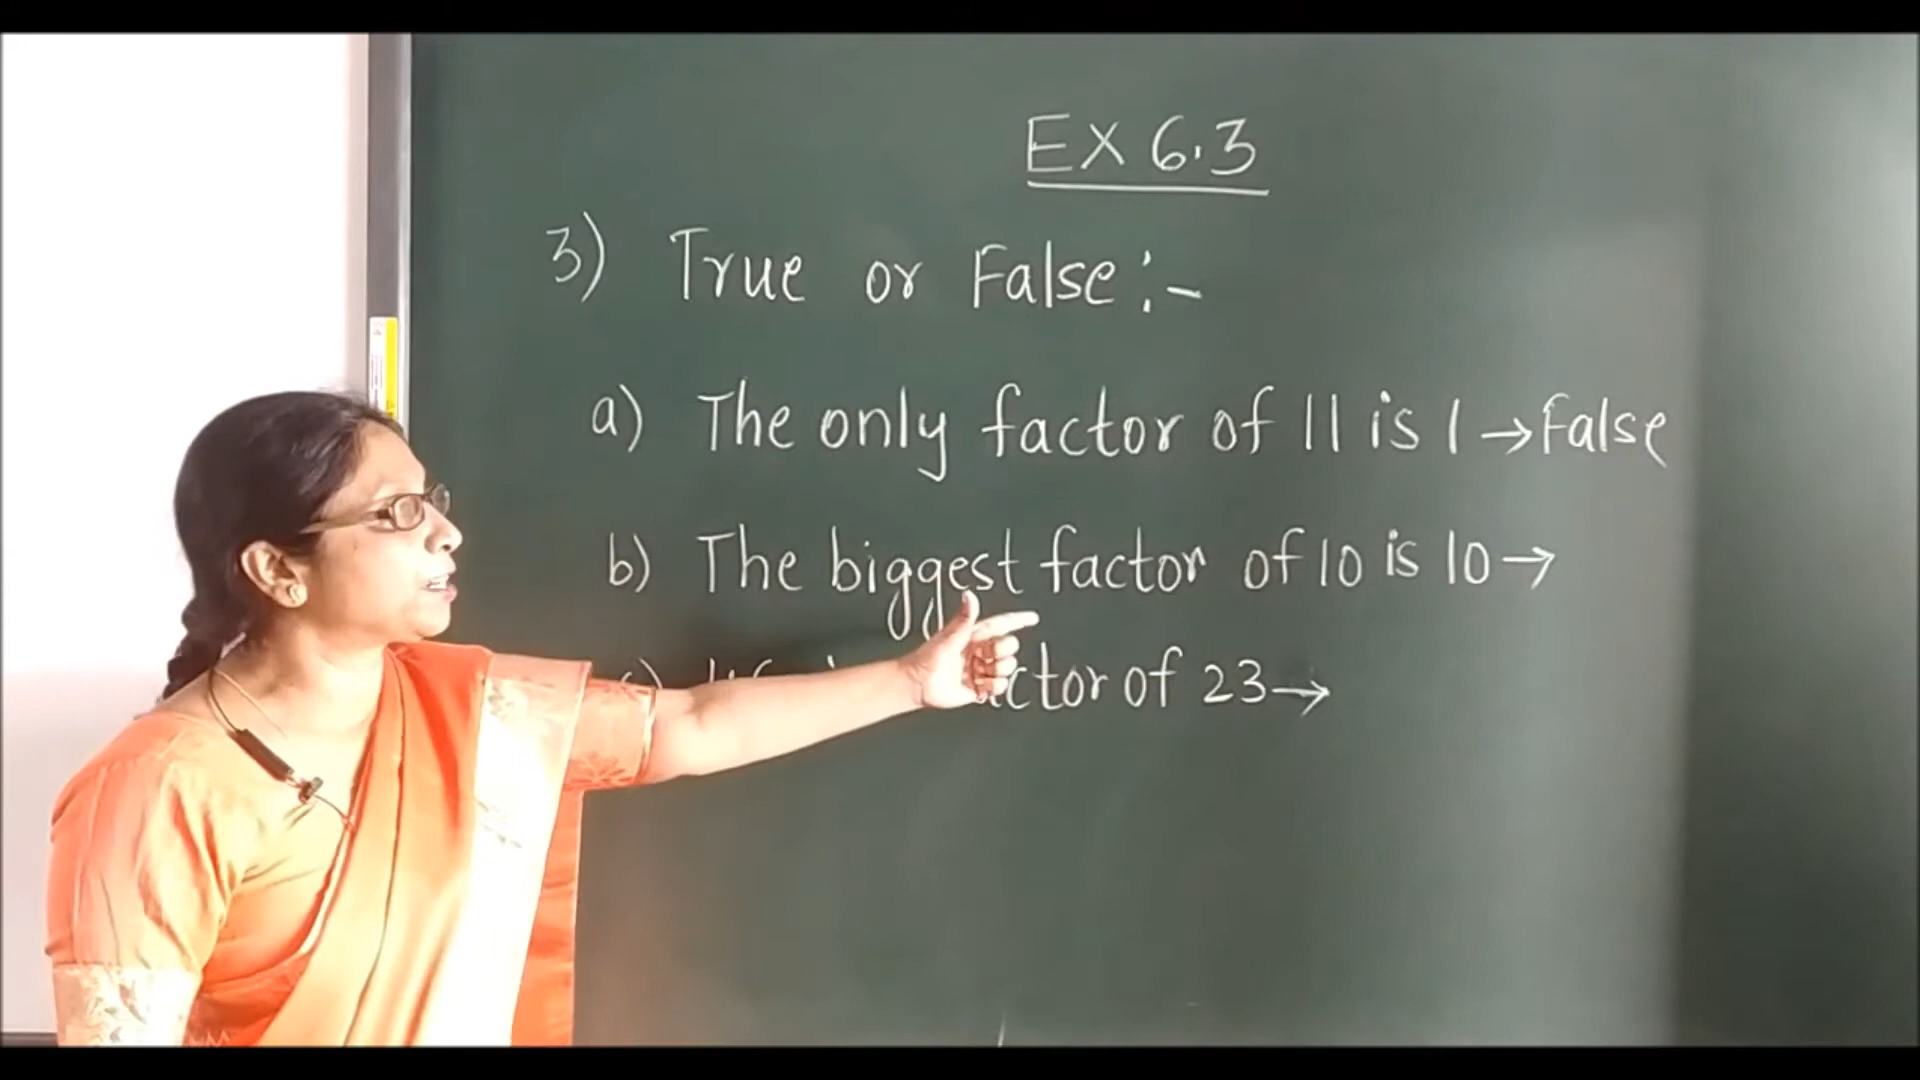 EX 6.3
3) True or False:-
a) The only factor of 11 is 1 → False
b) The biggest factor of 10 is 10 →
of 23 →